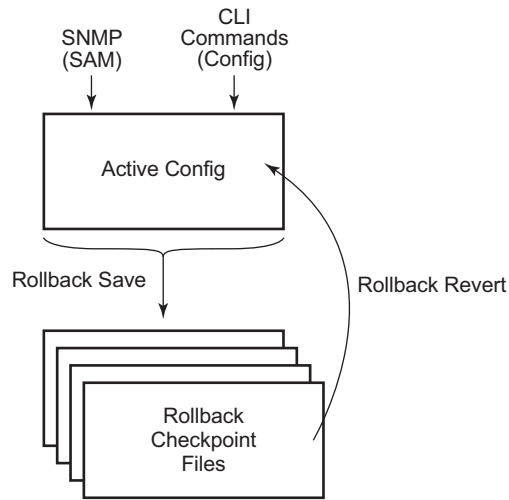 SNMP
(SAM)
CLI
Commands
(Config)
Active Config
Rollback Save
Rollback Revert
Rollback
Checkpoint
Files